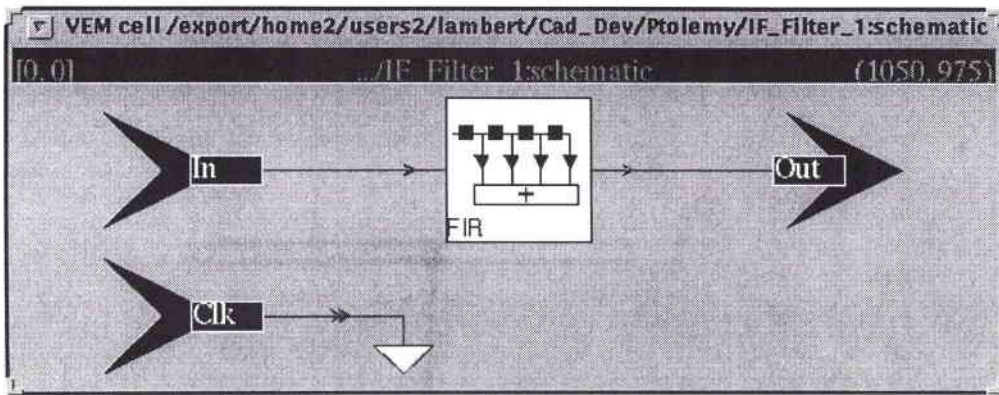 VEM cell /export/home2/users2/lambert/Cad_Dev/Ptolemy/IF_Filter_1:schematic
[0, 0] .../IF_Filter_1:schematic (1050, 975)
In Out
+
FIR
Clk